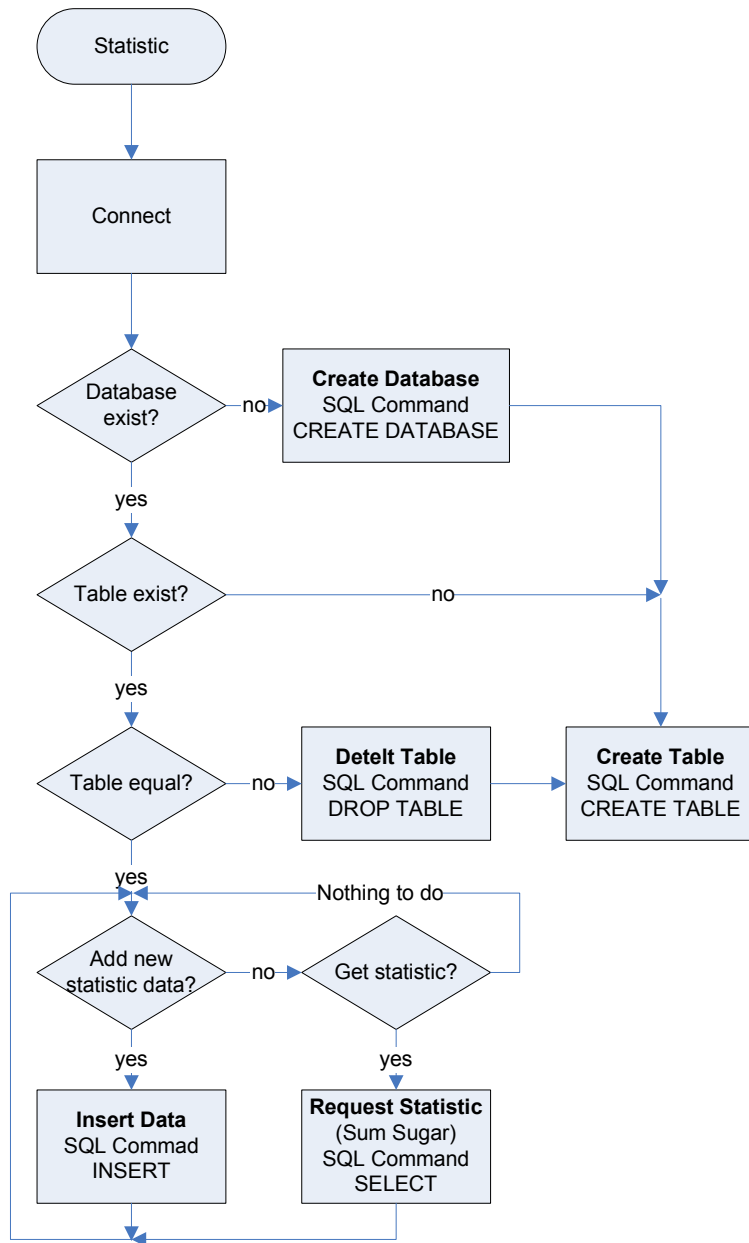 Statistic
Connect
Database
exist?
no
Create Database
SQL Command
CREATE DATABASE
yes
Table exist?
no
yes
Table equal?
no
Detelt Table
SQL Command
DROP TABLE
Create Table
SQL Command
CREATE TABLE
yes
Nothing to do
Add new
statistic data?
no
Get statistic?
yes
yes
Insert Data
SQL Commad
INSERT
Request Statistic
(Sum Sugar)
SQL Command
SELECT